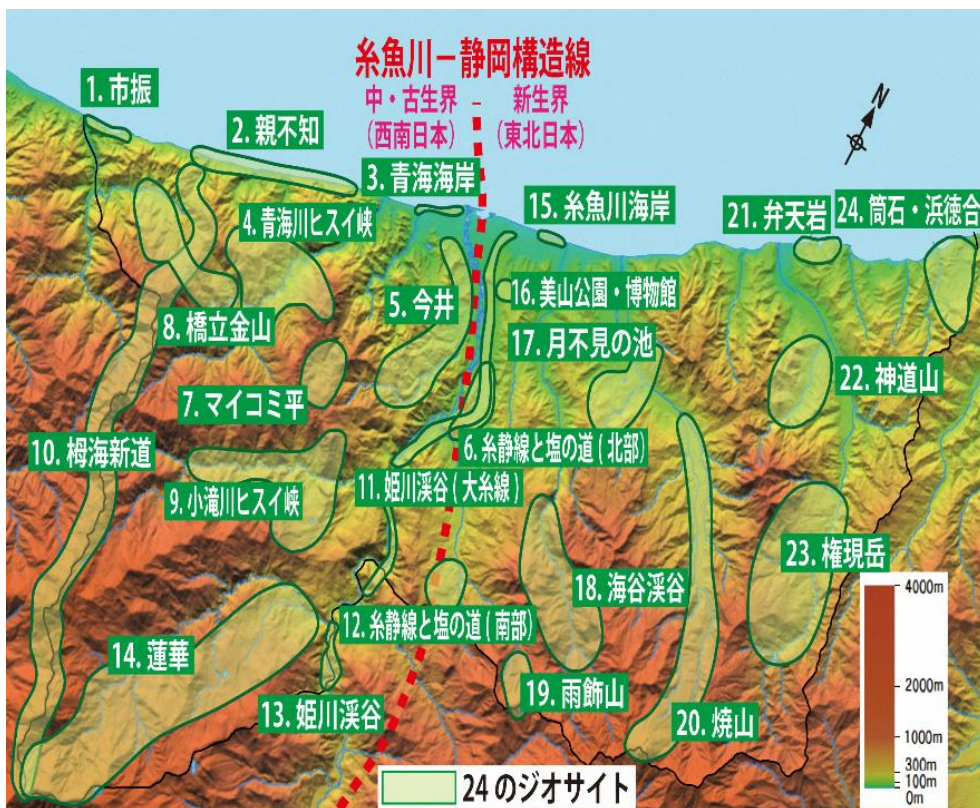 糸魚川－静岡構造線
中・古生界 － 新生界
(西南日本) (東北日本)
N
1. 市振
2. 親不知
3. 青海海岸
4. 青海川ヒスイ峡
15. 糸魚川海岸
21. 弁天岩
24. 筒石・浜徳合
5. 今井
16. 美山公園・博物館
8. 橋立金山
17. 月不見の池
7. マイコミ平
22. 神道山
10. 栂海新道
6. 糸静線と塩の道 ( 北部 )
9. 小滝川ヒスイ峡
11. 姫川渓谷 ( 大糸線 )
23. 権現岳
18. 海谷渓谷
12. 糸静線と塩の道 ( 南部 )
14. 蓮華
13. 姫川渓谷
19. 雨飾山
20. 焼山
4000m
2000m
1000m
300m
100m
0m
24 のジオサイト